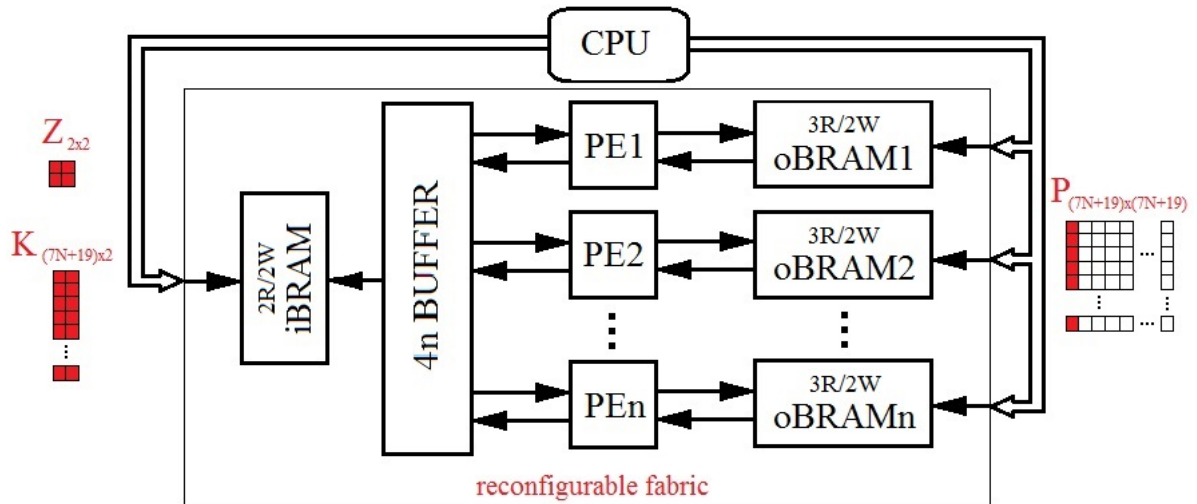 CPU
Z 2x2
K (7N+19)x2
2R/2W
iBRAM
4n BUFFER
PE1
3R/2W
oBRAM1
PE2
3R/2W
oBRAM2
PEn
3R/2W
oBRAMn
P (7N+19)x(7N+19)
reconfigurable fabric